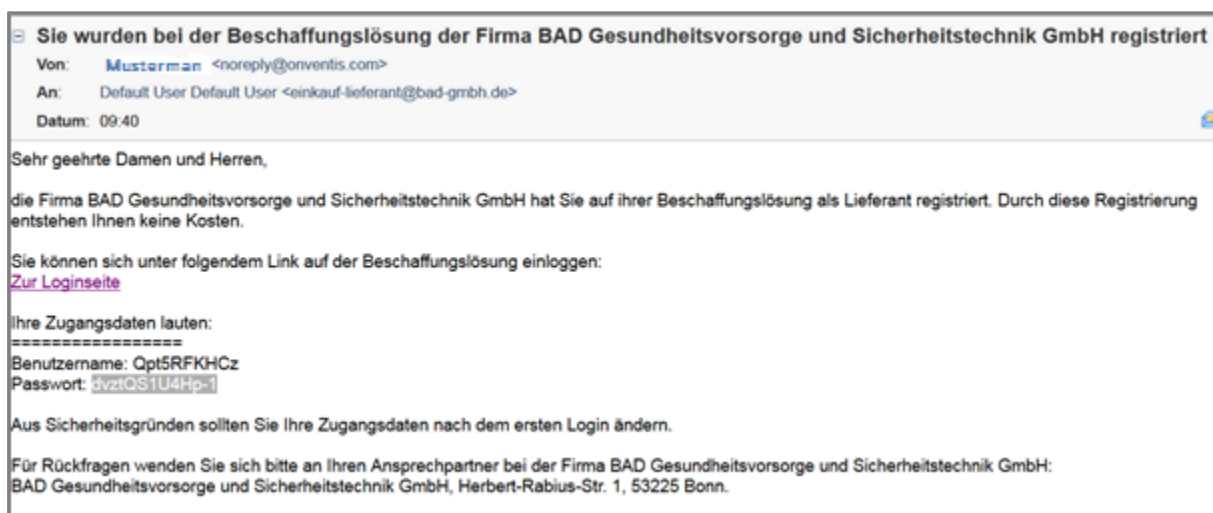 Sie wurden bei der Beschaffungslösung der Firma BAD Gesundheitsvorsorge und Sicherheitstechnik GmbH registriert
Von: Musterman <noreply@onventis.com>
An: Default User Default User <einkauf-lieferant@bad-gmbh.de>
Datum: 09:40
Sehr geehrte Damen und Herren,
die Firma BAD Gesundheitsvorsorge und Sicherheitstechnik GmbH hat Sie auf ihrer Beschaffungslösung als Lieferant registriert. Durch diese Registrierung
entstehen Ihnen keine Kosten.
Sie können sich unter folgendem Link auf der Beschaffungslösung einloggen:
Zur Loginseite
Ihre Zugangsdaten lauten:
=================
Benutzername: Qpt5RFKHCz
Passwort: dvztQS1U4Hp-1
Aus Sicherheitsgründen sollten Sie Ihre Zugangsdaten nach dem ersten Login ändern.
Für Rückfragen wenden Sie sich bitte an Ihren Ansprechpartner bei der Firma BAD Gesundheitsvorsorge und Sicherheitstechnik GmbH:
BAD Gesundheitsvorsorge und Sicherheitstechnik GmbH, Herbert-Rabius-Str. 1, 53225 Bonn.